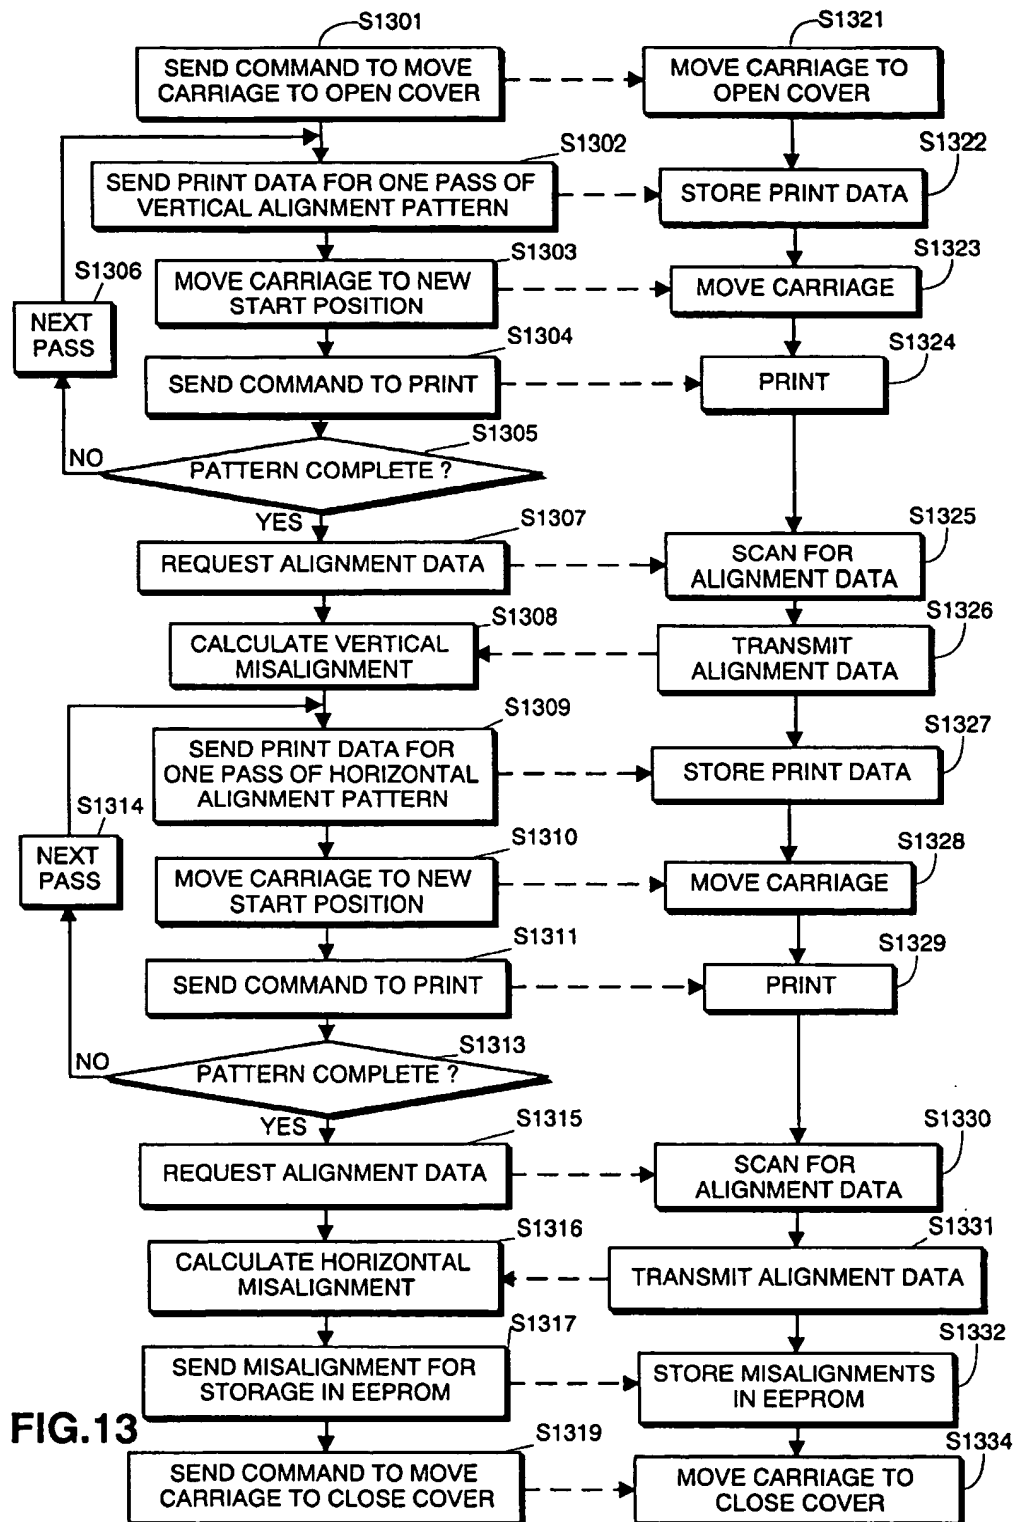 S1301
SEND COMMAND TO MOVE
CARRIAGE TO OPEN COVER
S1321
MOVE CARRIAGE TO
OPEN COVER
S1302
SEND PRINT DATA FOR ONE PASS OF
VERTICAL ALIGNMENT PATTERN
S1322
STORE PRINT DATA
S1306
NEXT
PASS
S1303
MOVE CARRIAGE TO NEW
START POSITION
S1323
MOVE CARRIAGE
S1304
SEND COMMAND TO PRINT
S1324
PRINT
S1305
PATTERN COMPLETE ?
NO
YES
S1307
REQUEST ALIGNMENT DATA
S1325
SCAN FOR
ALIGNMENT DATA
S1308
CALCULATE VERTICAL
MISALIGNMENT
S1326
TRANSMIT
ALIGNMENT DATA
S1309
SEND PRINT DATA FOR
ONE PASS OF HORIZONTAL
ALIGNMENT PATTERN
S1327
STORE PRINT DATA
S1314
NEXT
PASS
S1310
MOVE CARRIAGE TO NEW
START POSITION
S1328
MOVE CARRIAGE
S1311
SEND COMMAND TO PRINT
S1329
PRINT
S1313
PATTERN COMPLETE ?
NO
YES
S1315
REQUEST ALIGNMENT DATA
S1330
SCAN FOR
ALIGNMENT DATA
S1316
CALCULATE HORIZONTAL
MISALIGNMENT
S1331
TRANSMIT ALIGNMENT DATA
S1317
SEND MISALIGNMENT FOR
STORAGE IN EEPROM
S1332
STORE MISALIGNMENTS
IN EEPROM
FIG.13
S1319
SEND COMMAND TO MOVE
CARRIAGE TO CLOSE COVER
S1334
MOVE CARRIAGE TO
CLOSE COVER